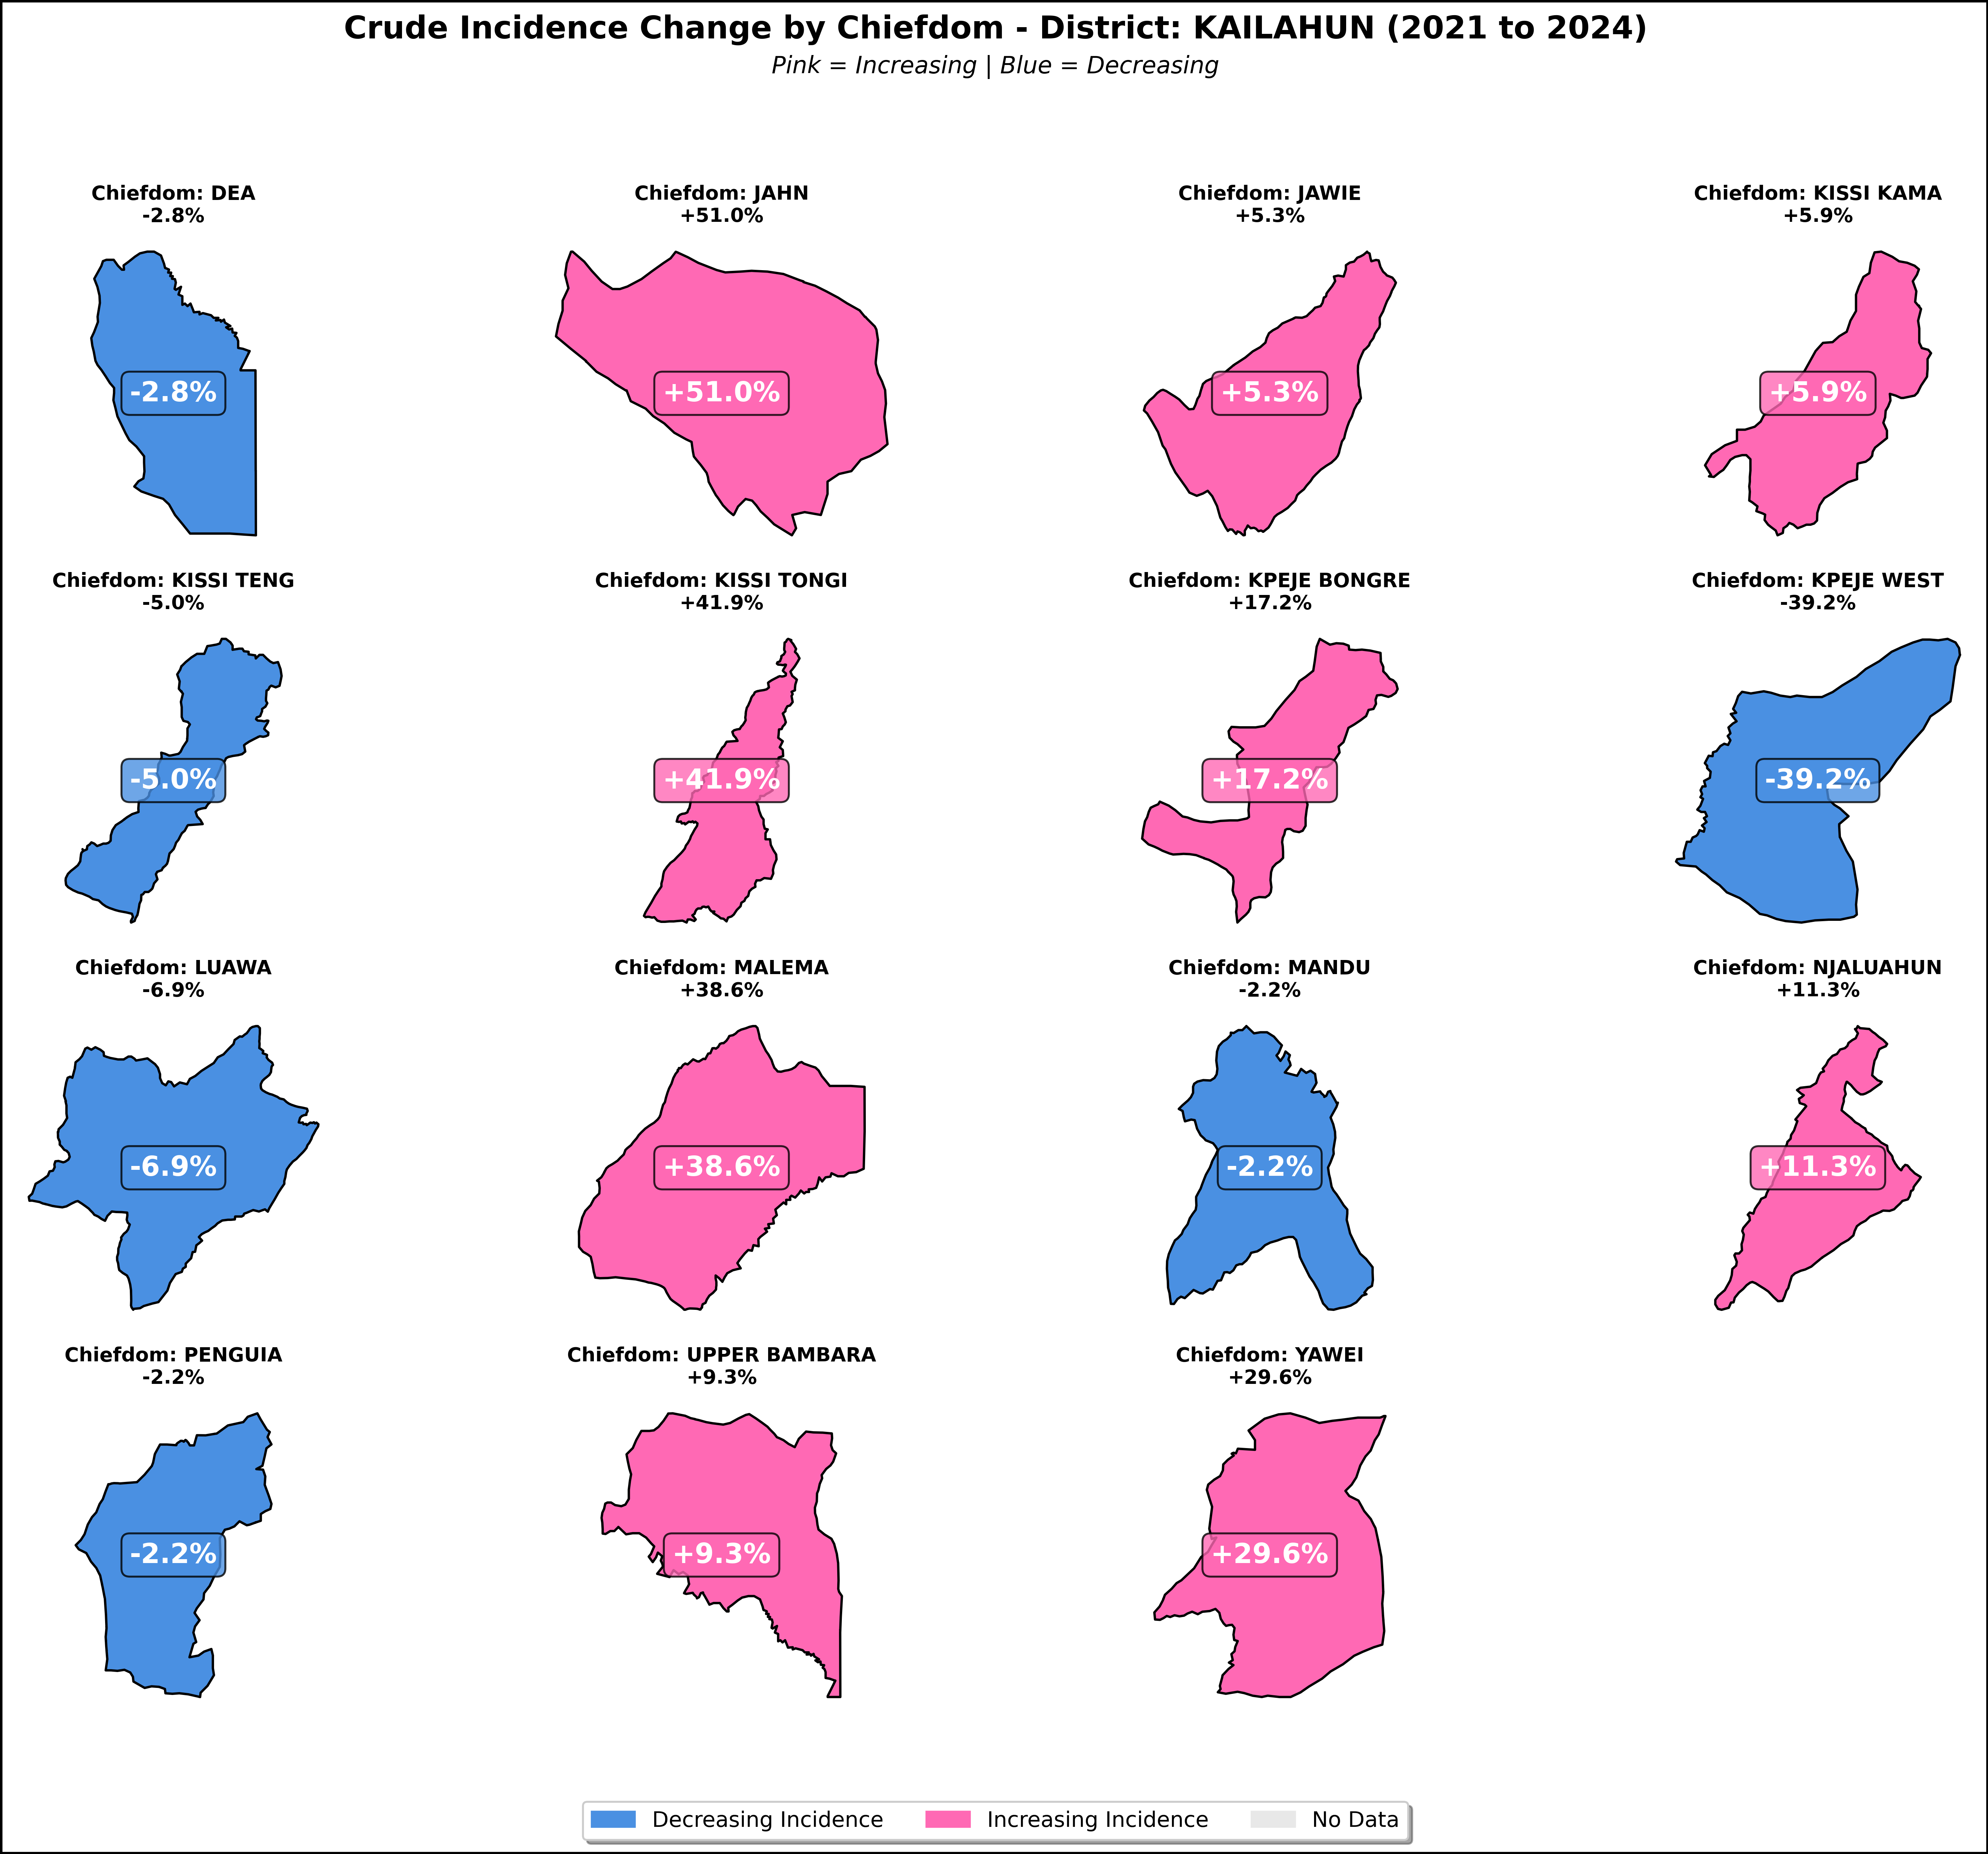 Crude Incidence Change by Chiefdom - District: KAILAHUN (2021 to 2024)
Pink = Increasing | Blue = Decreasing
Chiefdom: DEA
-2.8%
-2.8%
Chiefdom: JAHN
+51.0%
+51.0%
Chiefdom: JAWIE
+5.3%
+5.3%
Chiefdom: KISSI KAMA
+5.9%
+5.9%
Chiefdom: KISSI TENG
-5.0%
-5.0%
Chiefdom: KISSI TONGI
+41.9%
+41.9%
Chiefdom: KPEJE BONGRE
+17.2%
+17.2%
Chiefdom: KPEJE WEST
-39.2%
-39.2%
Chiefdom: LUAWA
-6.9%
-6.9%
Chiefdom: MALEMA
+38.6%
+38.6%
Chiefdom: MANDU
-2.2%
-2.2%
Chiefdom: NJALUAHUN
+11.3%
+11.3%
Chiefdom: PENGUIA
-2.2%
-2.2%
Chiefdom: UPPER BAMBARA
+9.3%
+9.3%
Chiefdom: YAWEI
+29.6%
+29.6%
Decreasing Incidence
Increasing Incidence
No Data